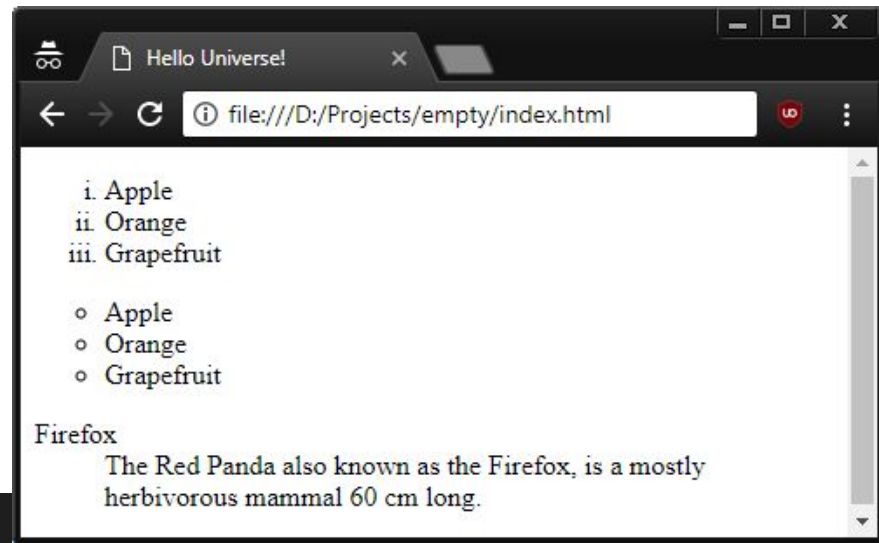 Hello Universe!
file:///D:/Projects/empty/index.html
i. Apple
ii. Orange
iii. Grapefruit
Apple
Orange
Grapefruit
Firefox
The Red Panda also known as the Firefox, is a mostly
herbivorous mammal 60 cm long.